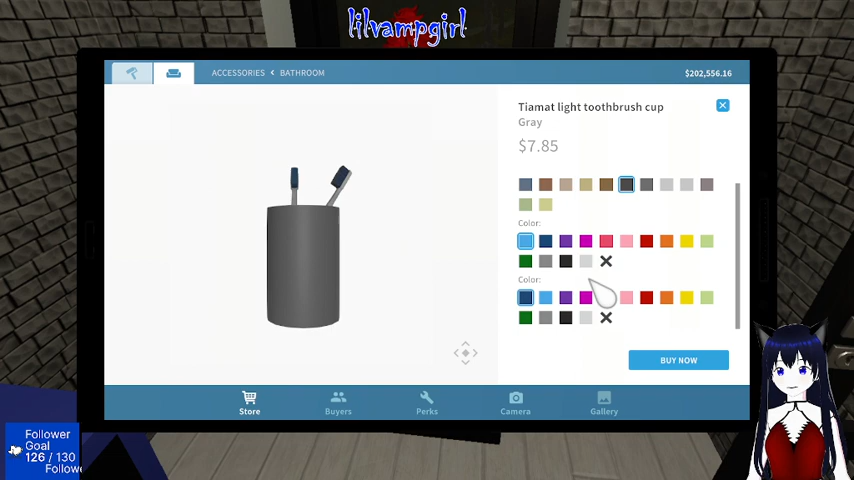 lilvampgirl
ACCESSORIES < BATHROOM
$202,556.16
Tiamat light toothbrush cup
Gray
$7.85
Color:
Color:
BUY NOW
Store
Buyers
Perks
Camera
Gallery
Follower
Goal
126 / 130
Followe